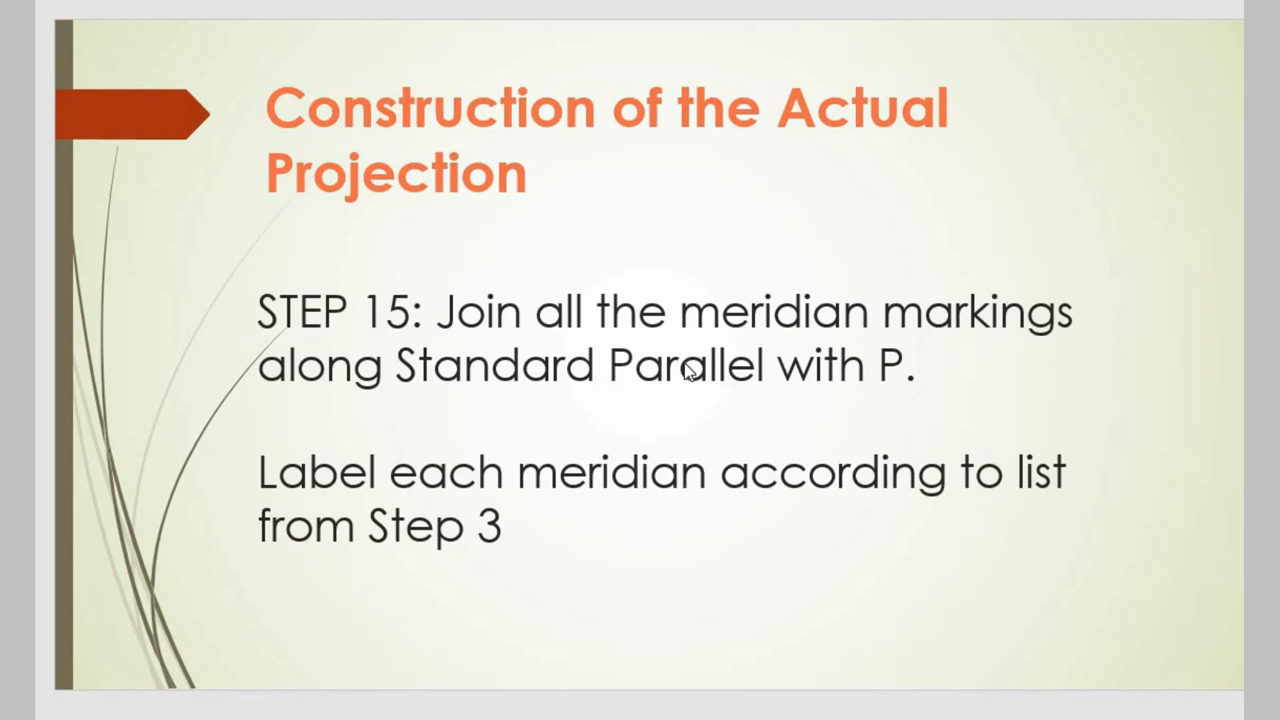 Construction of the Actual
Projection
STEP 15: Join all the meridian markings
along Standard Parallel with P.
Label each meridian according to list
from Step 3